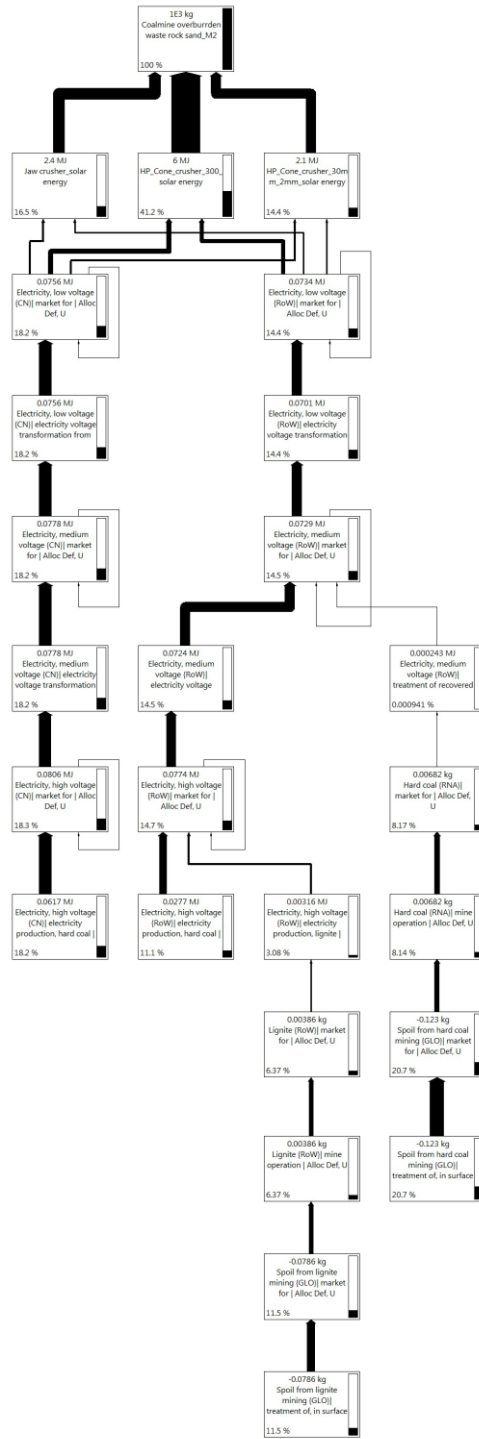 1E3 kg
Coalmine overburrden
waste rock sand_M2
100 %
2.4 MJ
Jaw crusher_solar
energy
16.5 %
6 MJ
HP_Cone_crusher_300_
solar energy
41.2 %
2.1 MJ
HP_Cone_crusher_30m
m_2mm_solar energy
14.4 %
0.0756 MJ
Electricity, low voltage
{CN}| market for | Alloc
Def, U
18.2 %
0.0734 MJ
Electricity, low voltage
{RoW}| market for |
Alloc Def, U
14.4 %
0.0756 MJ
Electricity, low voltage
{CN}| electricity voltage
transformation from
18.2 %
0.0701 MJ
Electricity, low voltage
{RoW}| electricity
voltage transformation
14.4 %
0.0778 MJ
Electricity, medium
voltage {CN}| market
for | Alloc Def, U
18.2 %
0.0729 MJ
Electricity, medium
voltage {RoW}| market
for | Alloc Def, U
14.5 %
0.0778 MJ
Electricity, medium
voltage {CN}| electricity
voltage transformation
18.2 %
0.0724 MJ
Electricity, medium
voltage {RoW}|
electricity voltage
14.5 %
0.000243 MJ
Electricity, medium
voltage {RoW}|
treatment of recovered
0.000941 %
0.0806 MJ
Electricity, high voltage
{CN}| market for | Alloc
Def, U
18.3 %
0.0774 MJ
Electricity, high voltage
{RoW}| market for |
Alloc Def, U
14.7 %
0.00682 kg
Hard coal {RNA}|
market for | Alloc Def,
U
8.17 %
0.0617 MJ
Electricity, high voltage
{CN}| electricity
production, hard coal |
18.2 %
0.0277 MJ
Electricity, high voltage
{RoW}| electricity
production, hard coal |
11.1 %
0.00316 MJ
Electricity, high voltage
{RoW}| electricity
production, lignite |
3.08 %
0.00682 kg
Hard coal {RNA}| mine
operation | Alloc Def, U
8.14 %
0.00386 kg
Lignite {RoW}| market
for | Alloc Def, U
6.37 %
-0.123 kg
Spoil from hard coal
mining {GLO}| market
for | Alloc Def, U
20.7 %
0.00386 kg
Lignite {RoW}| mine
operation | Alloc Def, U
6.37 %
-0.123 kg
Spoil from hard coal
mining {GLO}|
treatment of, in surface
20.7 %
-0.0786 kg
Spoil from lignite
mining {GLO}| market
for | Alloc Def, U
11.5 %
-0.0786 kg
Spoil from lignite
mining {GLO}|
treatment of, in surface
11.5 %